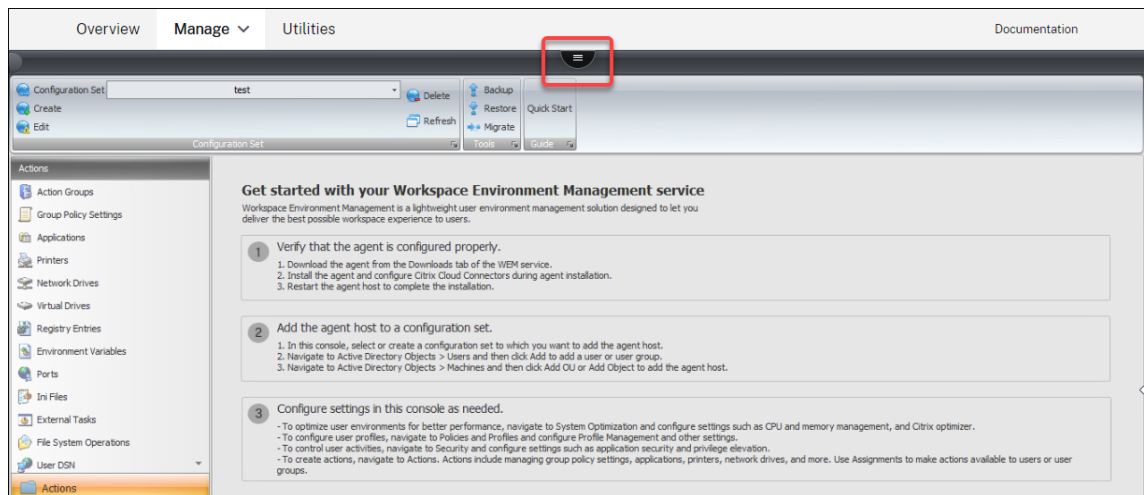 Overview Manage Utilities Documentation
Configuration Set test Delete Backup
Create Restore Quick Start
Edit Refresh Migrate
Configuration Set Tools Guide
Actions
Action Groups
Group Policy Settings
Applications
Printers
Network Drives
Virtual Drives
Registry Entries
Environment Variables
Ports
Ini Files
External Tasks
File System Operations
User DSN
Actions
Get started with your Workspace Environment Management service
Workspace Environment Management is a lightweight user environment management solution designed to let you
deliver the best possible workspace experience to users.
1 Verify that the agent is configured properly.
1. Download the agent from the Downloads tab of the WEM service.
2. Install the agent and configure Citrix Cloud Connectors during agent installation.
3. Restart the agent host to complete the installation.
2 Add the agent host to a configuration set.
1. In this console, select or create a configuration set to which you want to add the agent host.
2. Navigate to Active Directory Objects > Users and then click Add to add a user or user group.
3. Navigate to Active Directory Objects > Machines and then click Add OU or Add Object to add the agent host.
3 Configure settings in this console as needed.
- To optimize user environments for better performance, navigate to System Optimization and configure settings such as CPU and memory management, and Citrix optimizer.
- To configure user profiles, navigate to Policies and Profiles and configure Profile Management and other settings.
- To control user activities, navigate to Security and configure settings such as application security and privilege elevation.
- To create actions, navigate to Actions. Actions include managing group policy settings, applications, printers, network drives, and more. Use Assignments to make actions available to users or user
groups.